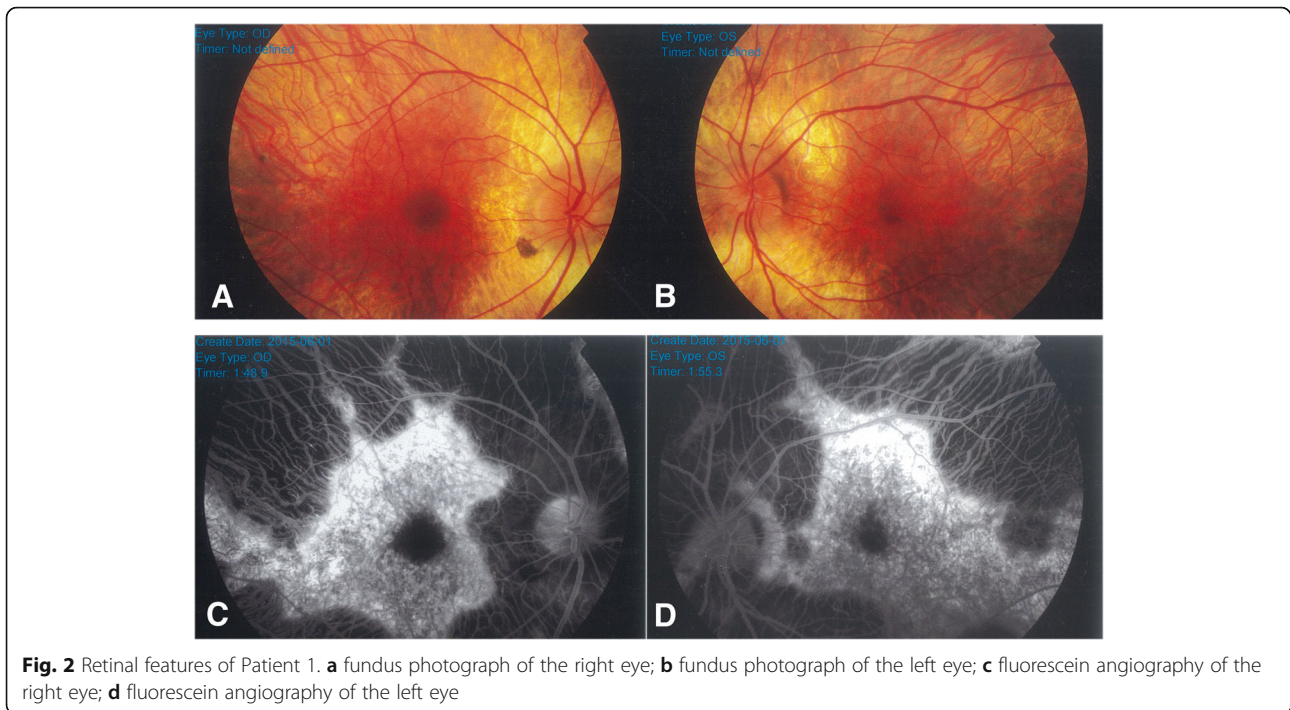 Eye Type: OD
Timer: Not defined
A
Eye Type: OS
Timer: Not defined
B
Create Date: 2015-06-01
Eye Type: OD
Timer: 1:48.9
C
Create Date: 2015-06-01
Eye Type: OS
Timer: 1:55.3
D
Fig. 2 Retinal features of Patient 1. a fundus photograph of the right eye; b fundus photograph of the left eye; c fluorescein angiography of the
right eye; d fluorescein angiography of the left eye